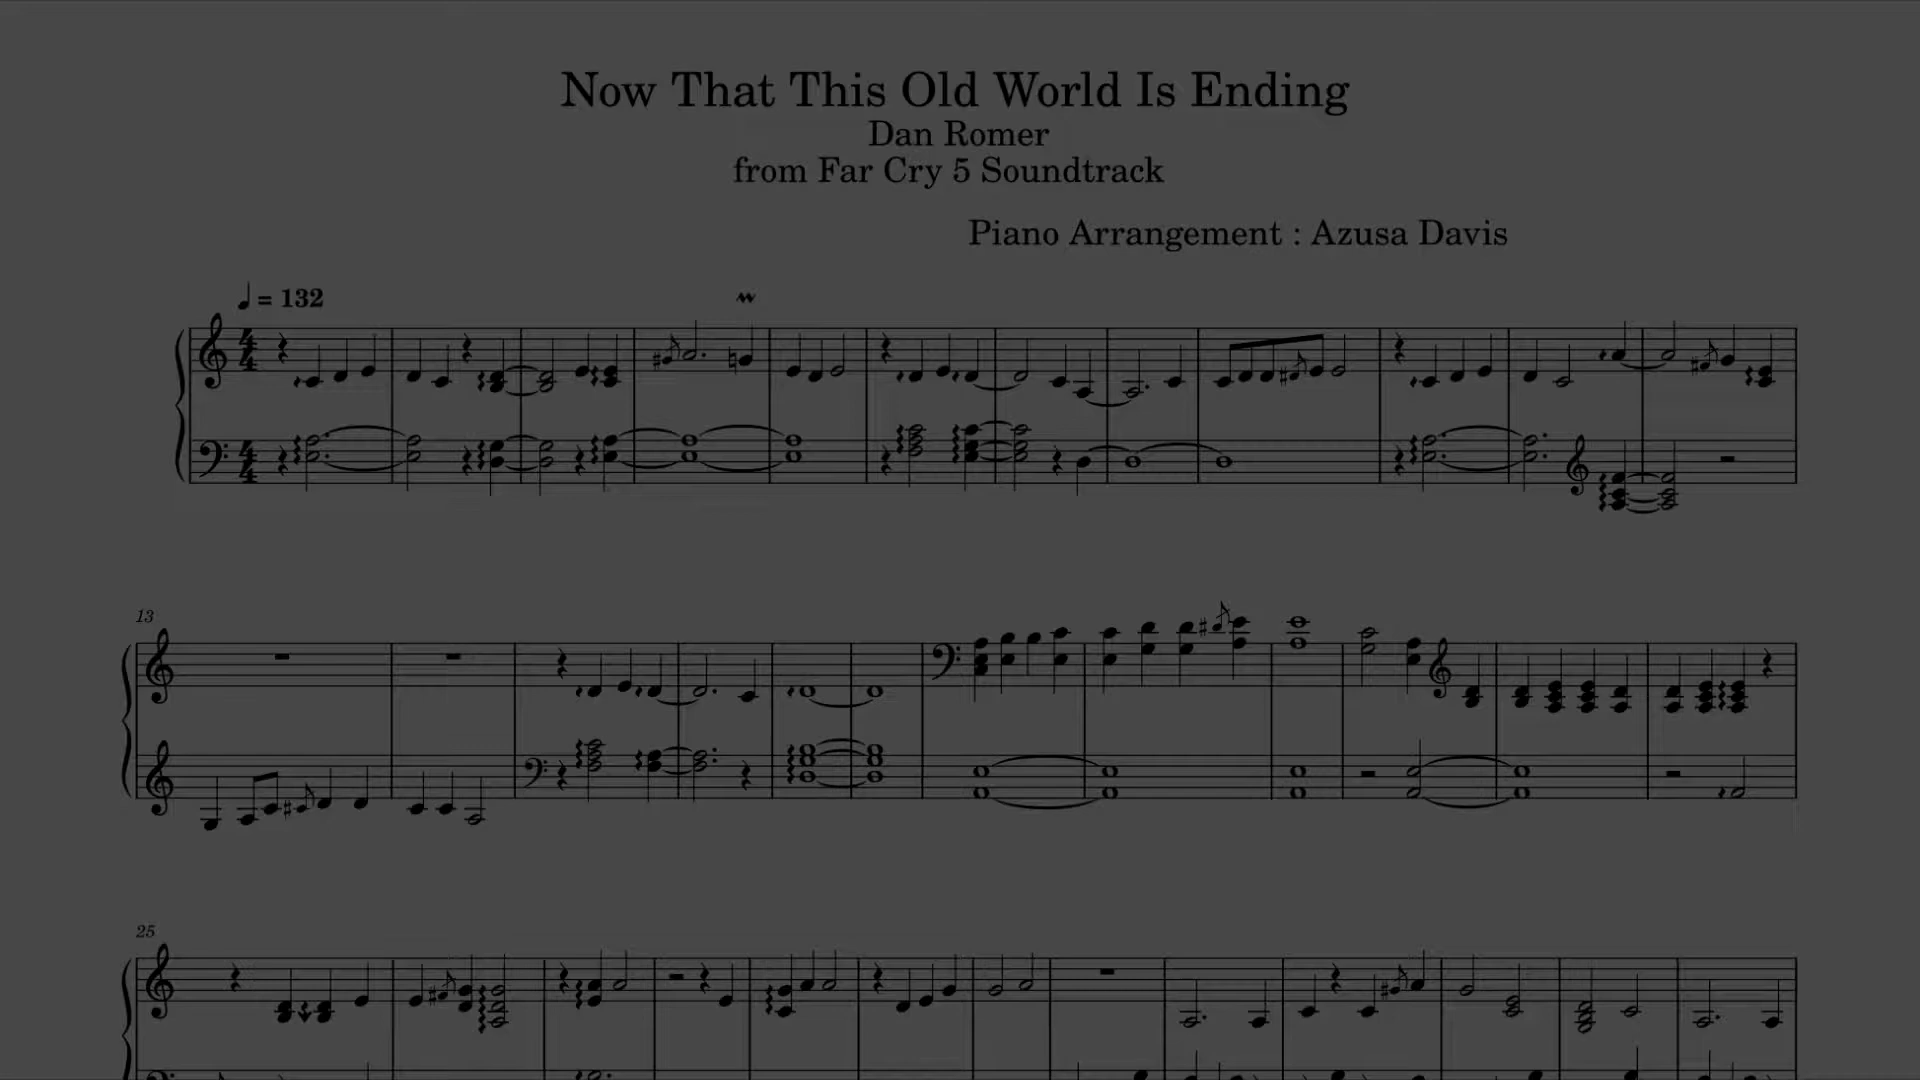 Now That This Old World Is Ending
Dan Romer
from Far Cry 5 Soundtrack
Piano Arrangement : Azusa Davis
= 132
13
25